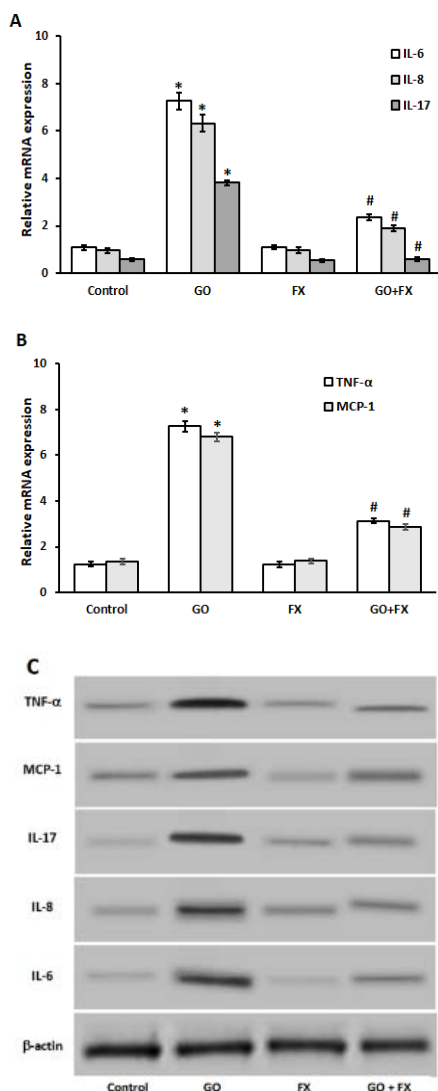 A
Relative mRNA expression
10
8
6
4
2
0
IL-6
IL-8
IL-17
* * *
# # #
Control GO FX GO+FX
B
Relative mRNA expression
10
8
6
4
2
0
TNF-α
MCP-1
* *
# #
Control GO FX GO+FX
C
TNF-α
MCP-1
IL-17
IL-8
IL-6
β-actin
Control GO FX GO + FX